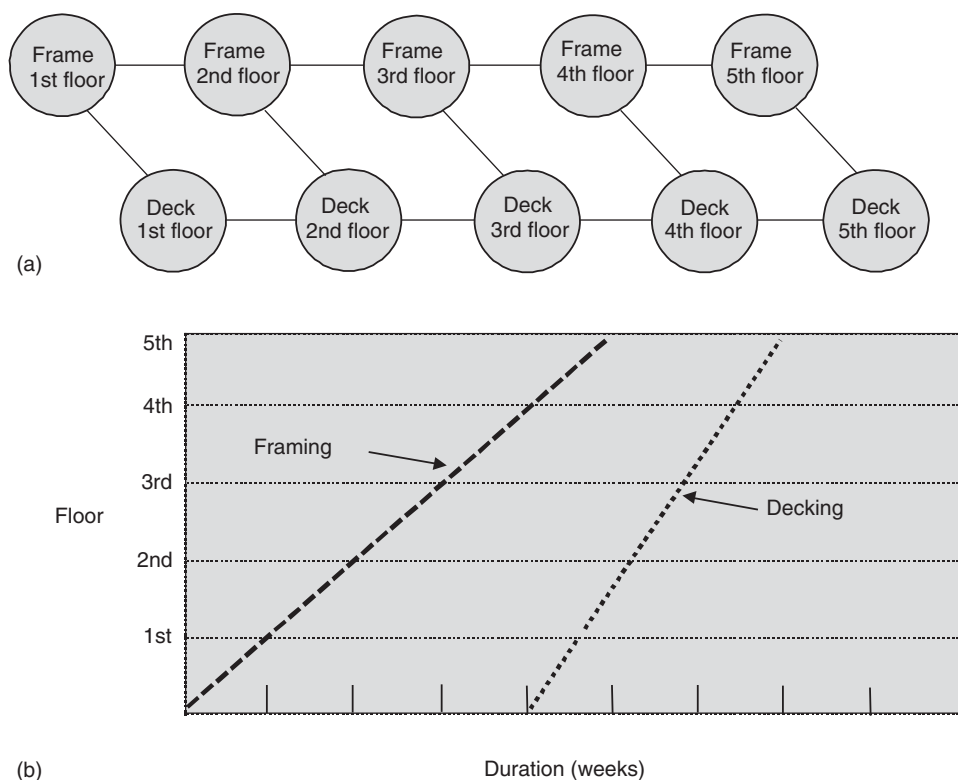 Frame
1st floor
Frame
2nd floor
Frame
3rd floor
Frame
4th floor
Frame
5th floor
Deck
1st floor
Deck
2nd floor
Deck
3rd floor
Deck
4th floor
Deck
5th floor
(a)
5th
4th
3rd
2nd
1st
Floor
Framing
Decking
(b)
Duration (weeks)